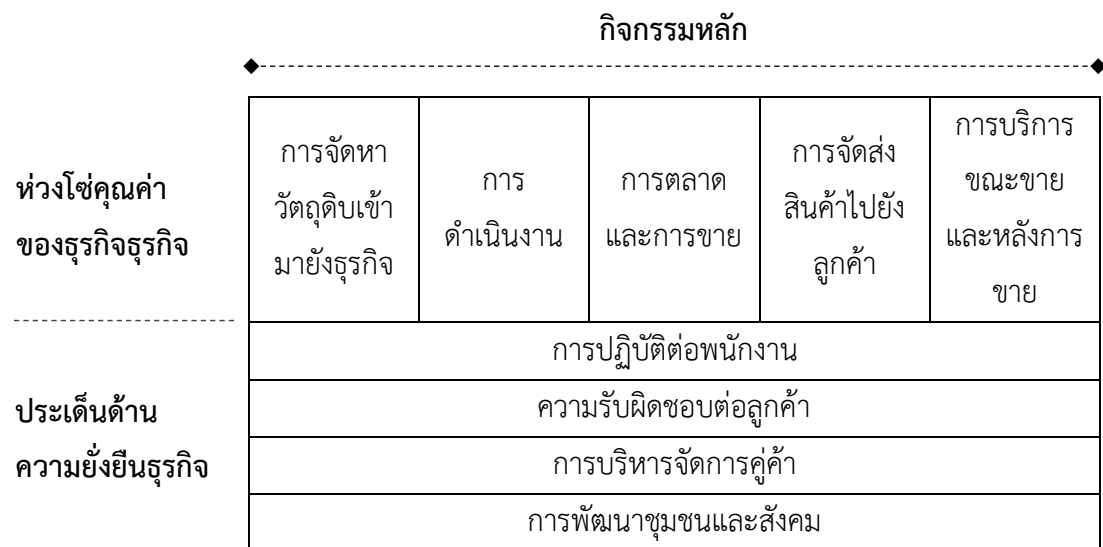 กิจกรรมหลัก
ห่วงโซ่คุณค่า
ของธุรกิจธุรกิจ
การจัดหา
วัตถุดิบเข้า
มายังธุรกิจ
การ
ดำเนินงาน
การตลาด
และการขาย
การจัดส่ง
สินค้าไปยัง
ลูกค้า
การบริการ
ขณะขาย
และหลังการ
ขาย
ประเด็นด้าน
ความยั่งยืนธุรกิจ
การปฏิบัติต่อพนักงาน
ความรับผิดชอบต่อลูกค้า
การบริหารจัดการคู่ค้า
การพัฒนาชุมชนและสังคม